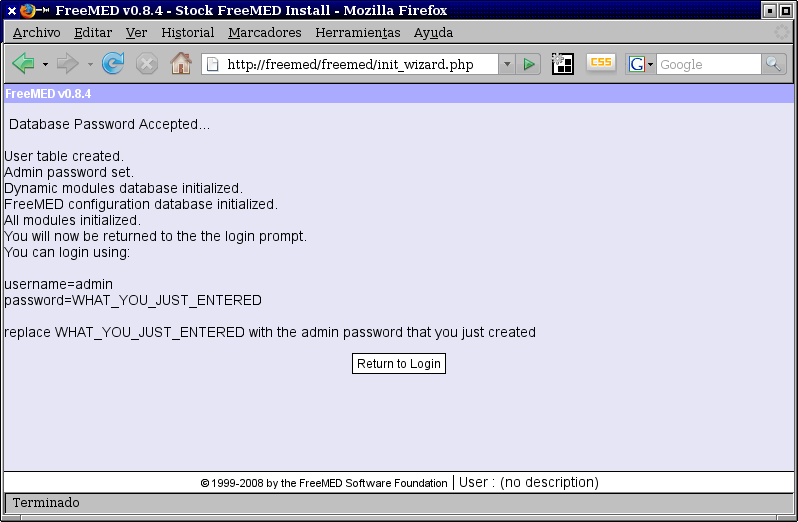 FreeMED v0.8.4 - Stock FreeMED Install - Mozilla Firefox
Archivo Editar Ver Historial Marcadores Herramientas Ayuda
http://freemed/freemed/init_wizard.php CSS G Google
FreeMED v0.8.4
Database Password Accepted...
User table created.
Admin password set.
Dynamic modules database initialized.
FreeMED configuration database initialized.
All modules initialized.
You will now be returned to the the login prompt.
You can login using:
username=admin
password=WHAT_YOU_JUST_ENTERED
replace WHAT_YOU_JUST_ENTERED with the admin password that you just created
Return to Login
© 1999-2008 by the FreeMED Software Foundation | User : (no description)
Terminado